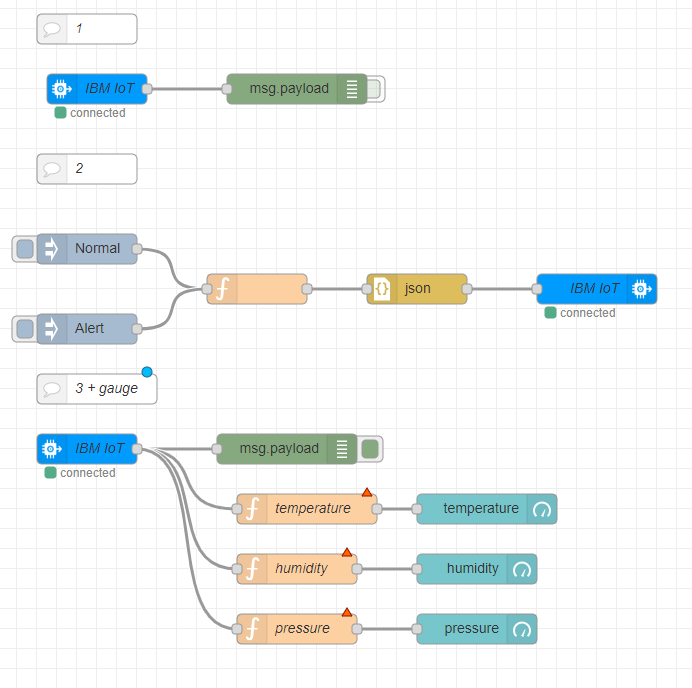 1
IBM IoT
msg.payload
connected
2
Normal
json
IBM IoT
connected
Alert
3 + gauge
IBM IoT
msg.payload
connected
temperature
temperature
humidity
humidity
pressure
pressure